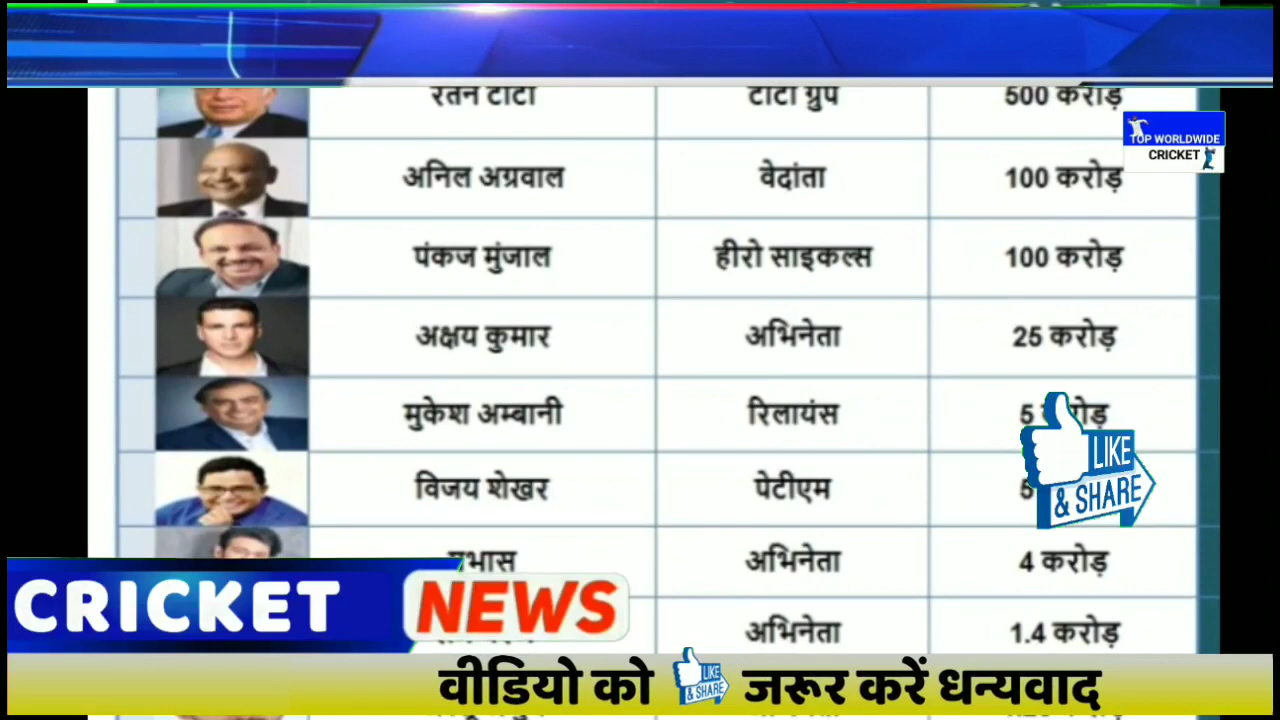 रतन टाटा टाटा ग्रुप 500 करोड़
TOP WORLDWIDE
CRICKET
अनिल अग्रवाल वेदांता 100 करोड़
पंकज मुंजाल हीरो साइकल्स 100 करोड़
अक्षय कुमार अभिनेता 25 करोड़
मुकेश अम्बानी रिलायंस 5
विजय शेखर पेटीएम 5
LIKE
& SHARE
अभिनेता 4 करोड़
CRICKET NEWS
अभिनेता 1.4 करोड़
वीडियो को LIKE & SHARE जरूर करें धन्यवाद